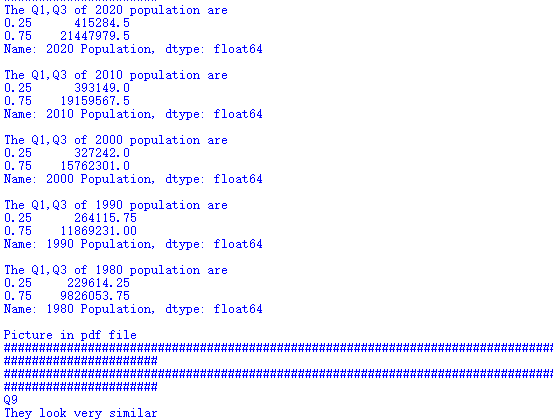 The Q1,Q3 of 2020 population are
0.25      415284.5
0.75    21447979.5
Name: 2020 Population, dtype: float64
The Q1,Q3 of 2010 population are
0.25      393149.0
0.75    19159567.5
Name: 2010 Population, dtype: float64
The Q1,Q3 of 2000 population are
0.25      327242.0
0.75    15762301.0
Name: 2000 Population, dtype: float64
The Q1,Q3 of 1990 population are
0.25      264115.75
0.75    11869231.00
Name: 1990 Population, dtype: float64
The Q1,Q3 of 1980 population are
0.25     229614.25
0.75    9826053.75
Name: 1980 Population, dtype: float64
Picture in pdf file
###############################################################################
######################
###############################################################################
######################
Q9
They look very similar